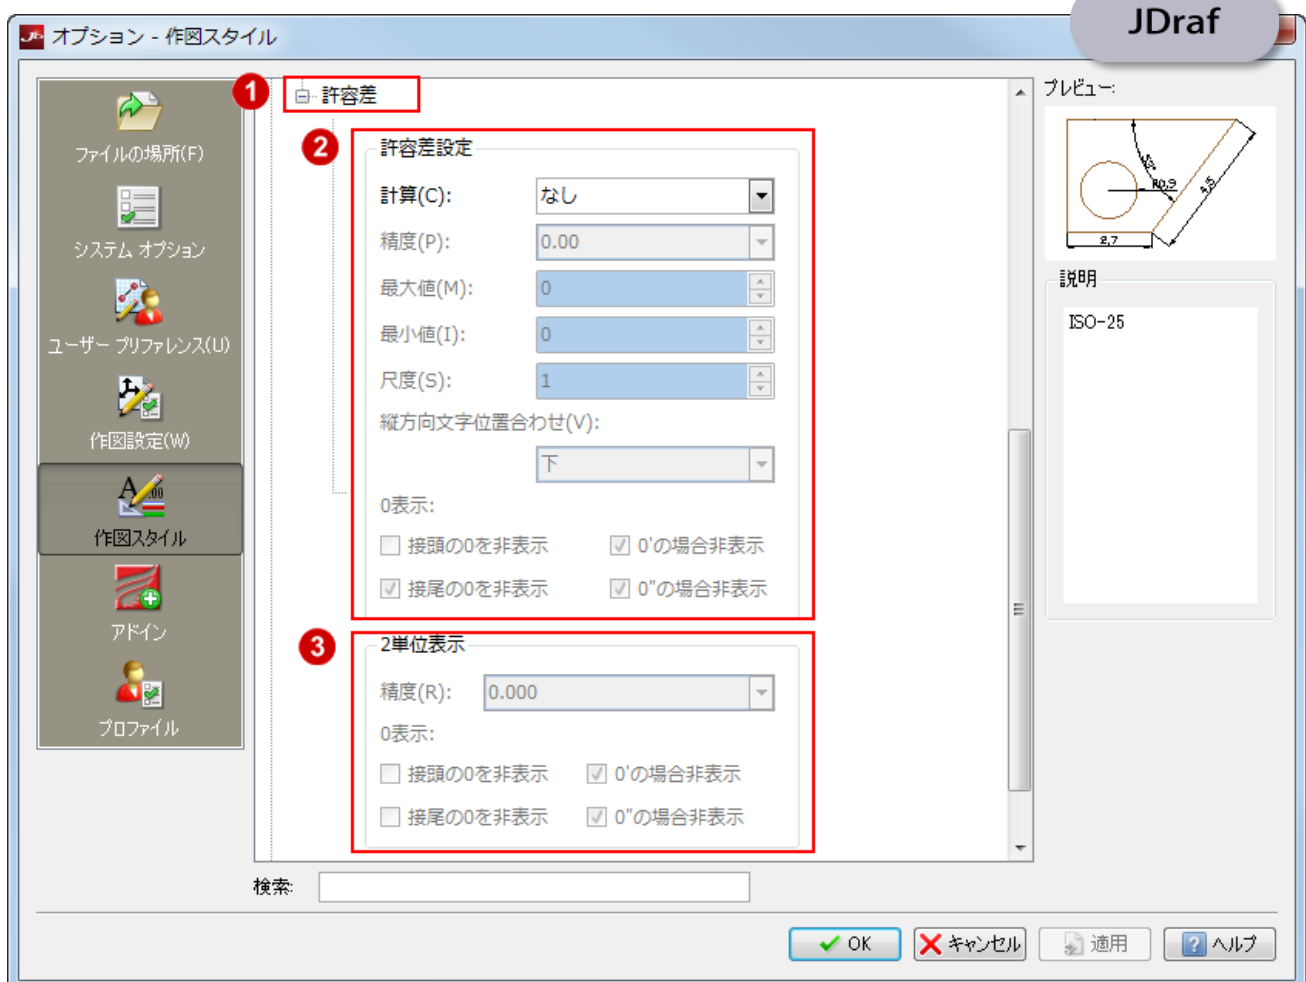 JDraf
オプション - 作図スタイル
ファイルの場所(F)
システム オプション
ユーザー プリファレンス(U)
作図設定(W)
作図スタイル
アドイン
プロファイル
1
許容差
2
許容差設定
計算(C): なし
精度(P): 0.00
最大値(M): 0
最小値(I): 0
尺度(S): 1
縦方向文字位置合わせ(V):
下
0表示:
接頭の0を非表示 0'の場合非表示
接尾の0を非表示 0"の場合非表示
3
2単位表示
精度(R): 0.000
0表示:
接頭の0を非表示 0'の場合非表示
接尾の0を非表示 0"の場合非表示
プレビュー:
R0,9
4,5
2,7
説明
ISO-25
検索:
OK キャンセル 適用 ヘルプ